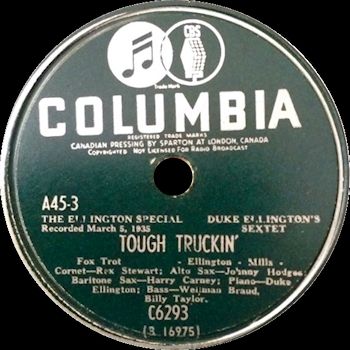 CBS
Trade Mark
COLUMBIA
REGISTERED TRADE MARKS
CANADIAN PRESSING BY SPARTON AT LONDON, CANADA
COPYRIGHTED NOT LICENSED FOR RADIO BROADCAST
A45-3
THE ELLINGTON SPECIAL DUKE ELLINGTON'S
Recorded March 5, 1935 SEXTET
TOUGH TRUCKIN'
Fox Trot - Ellington - Mills -
Cornet—Rex Stewart; Alto Sax—Johnny Hodges;
Baritone Sax—Harry Carney; Piano—Duke
Ellington; Bass—Wellman Braud,
Billy Taylor.
C6293
(B 16975)